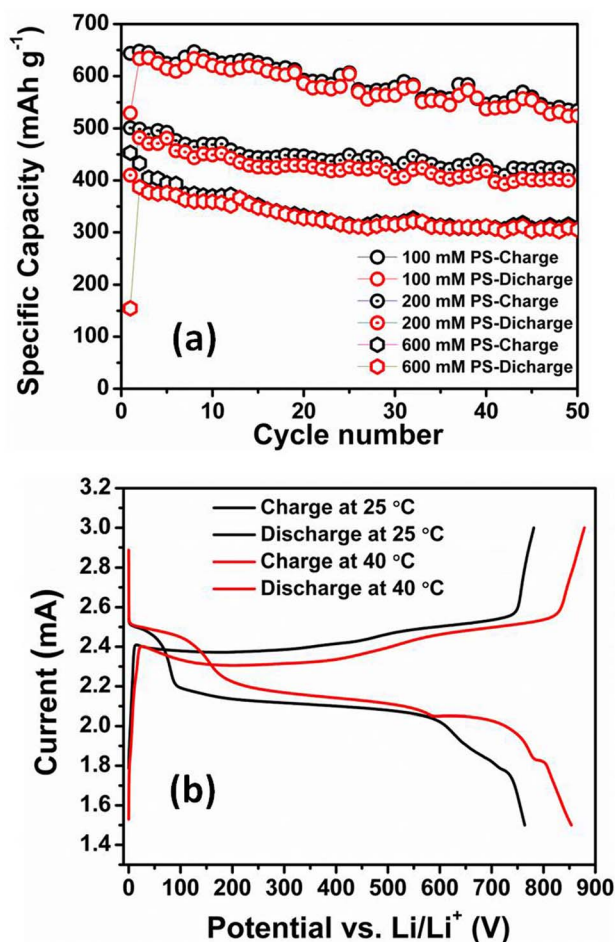 700
600
500
400
300
200
100
0
Specific Capacity (mAh g-1)
100 mM PS-Charge
100 mM PS-Dicharge
200 mM PS-Charge
200 mM PS-Dicharge
600 mM PS-Charge
600 mM PS-Dicharge
(a)
0 10 20 30 40 50
Cycle number
3.2
3.0
2.8
2.6
2.4
2.2
2.0
1.8
1.6
1.4
Current (mA)
Charge at 25 °C
Discharge at 25 °C
Charge at 40 °C
Discharge at 40 °C
(b)
0 100 200 300 400 500 600 700 800 900
Potential vs. Li/Li+ (V)